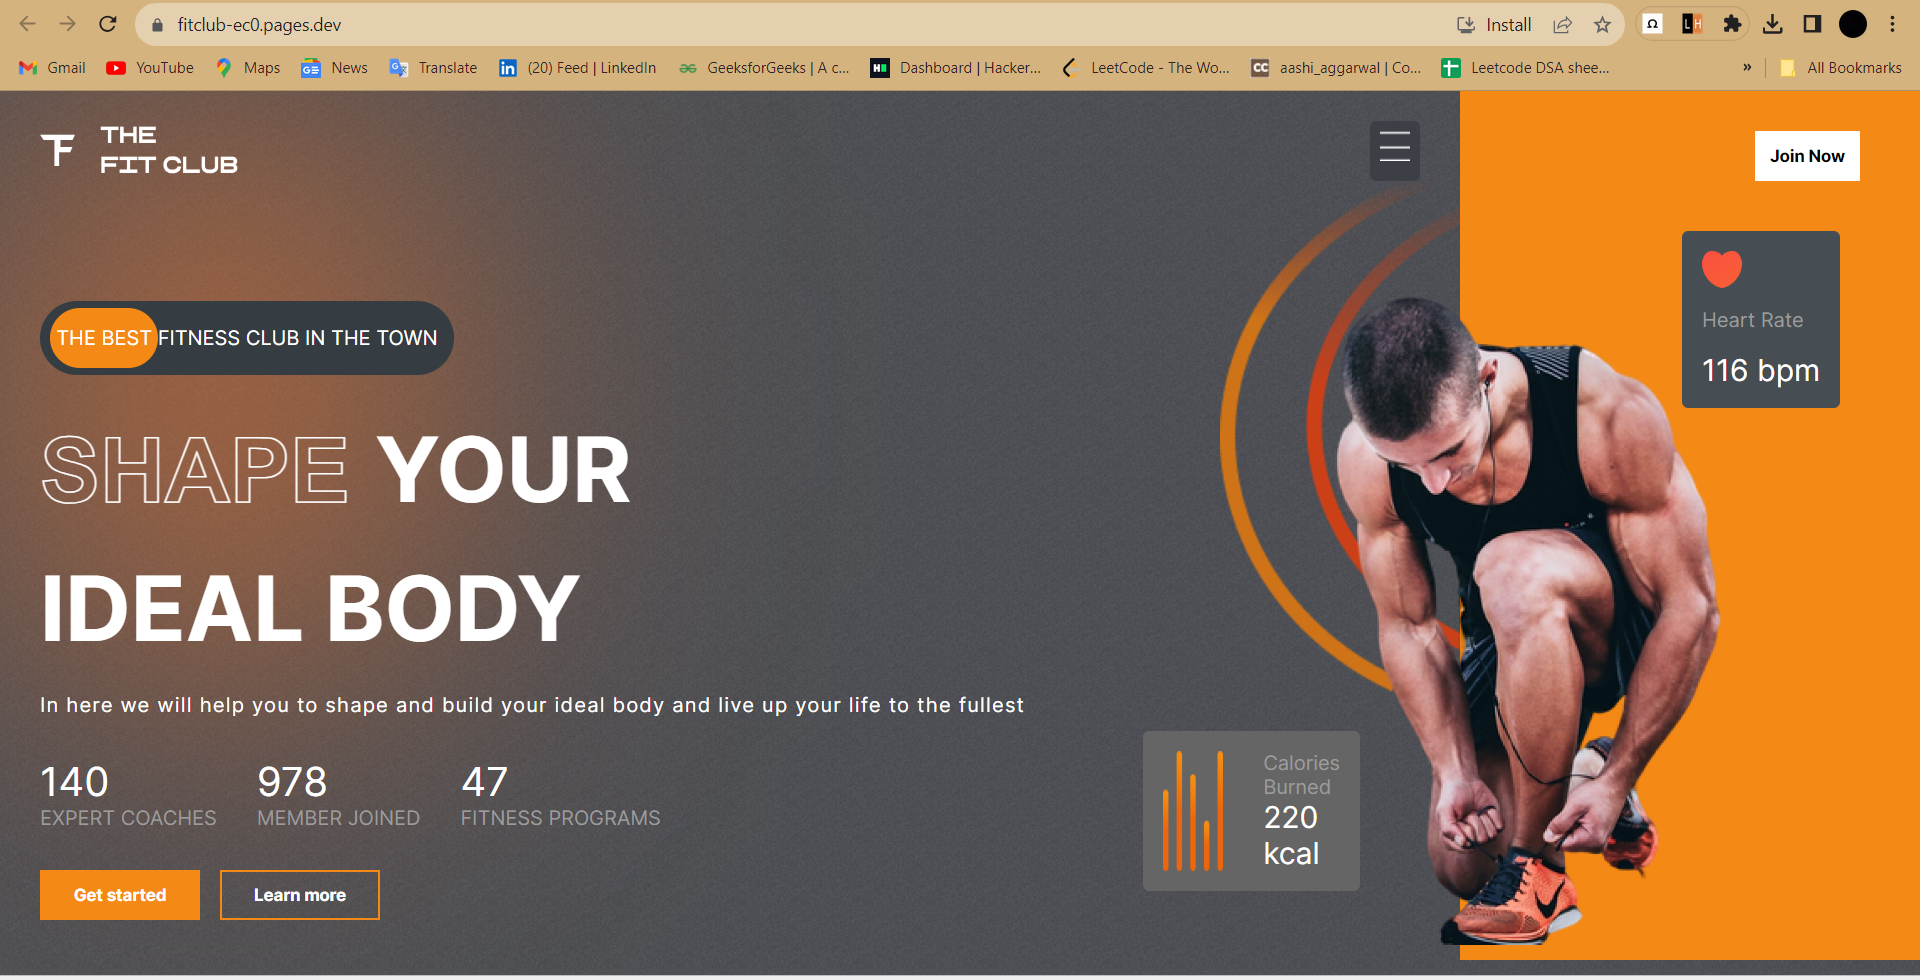 fitclub-ec0.pages.dev
Install
Gmail
YouTube
Maps
News
Translate
(20) Feed | LinkedIn
GeeksforGeeks | A c...
Dashboard | Hacker...
LeetCode - The Wo...
aashi_aggarwal | Co...
Leetcode DSA shee...
»
All Bookmarks
THE
FIT CLUB
Join Now
Heart Rate
116 bpm
THE BEST FITNESS CLUB IN THE TOWN
SHAPE YOUR
IDEAL BODY
In here we will help you to shape and build your ideal body and live up your life to the fullest
140
EXPERT COACHES
978
MEMBER JOINED
47
FITNESS PROGRAMS
Calories
Burned
220
kcal
Get started
Learn more